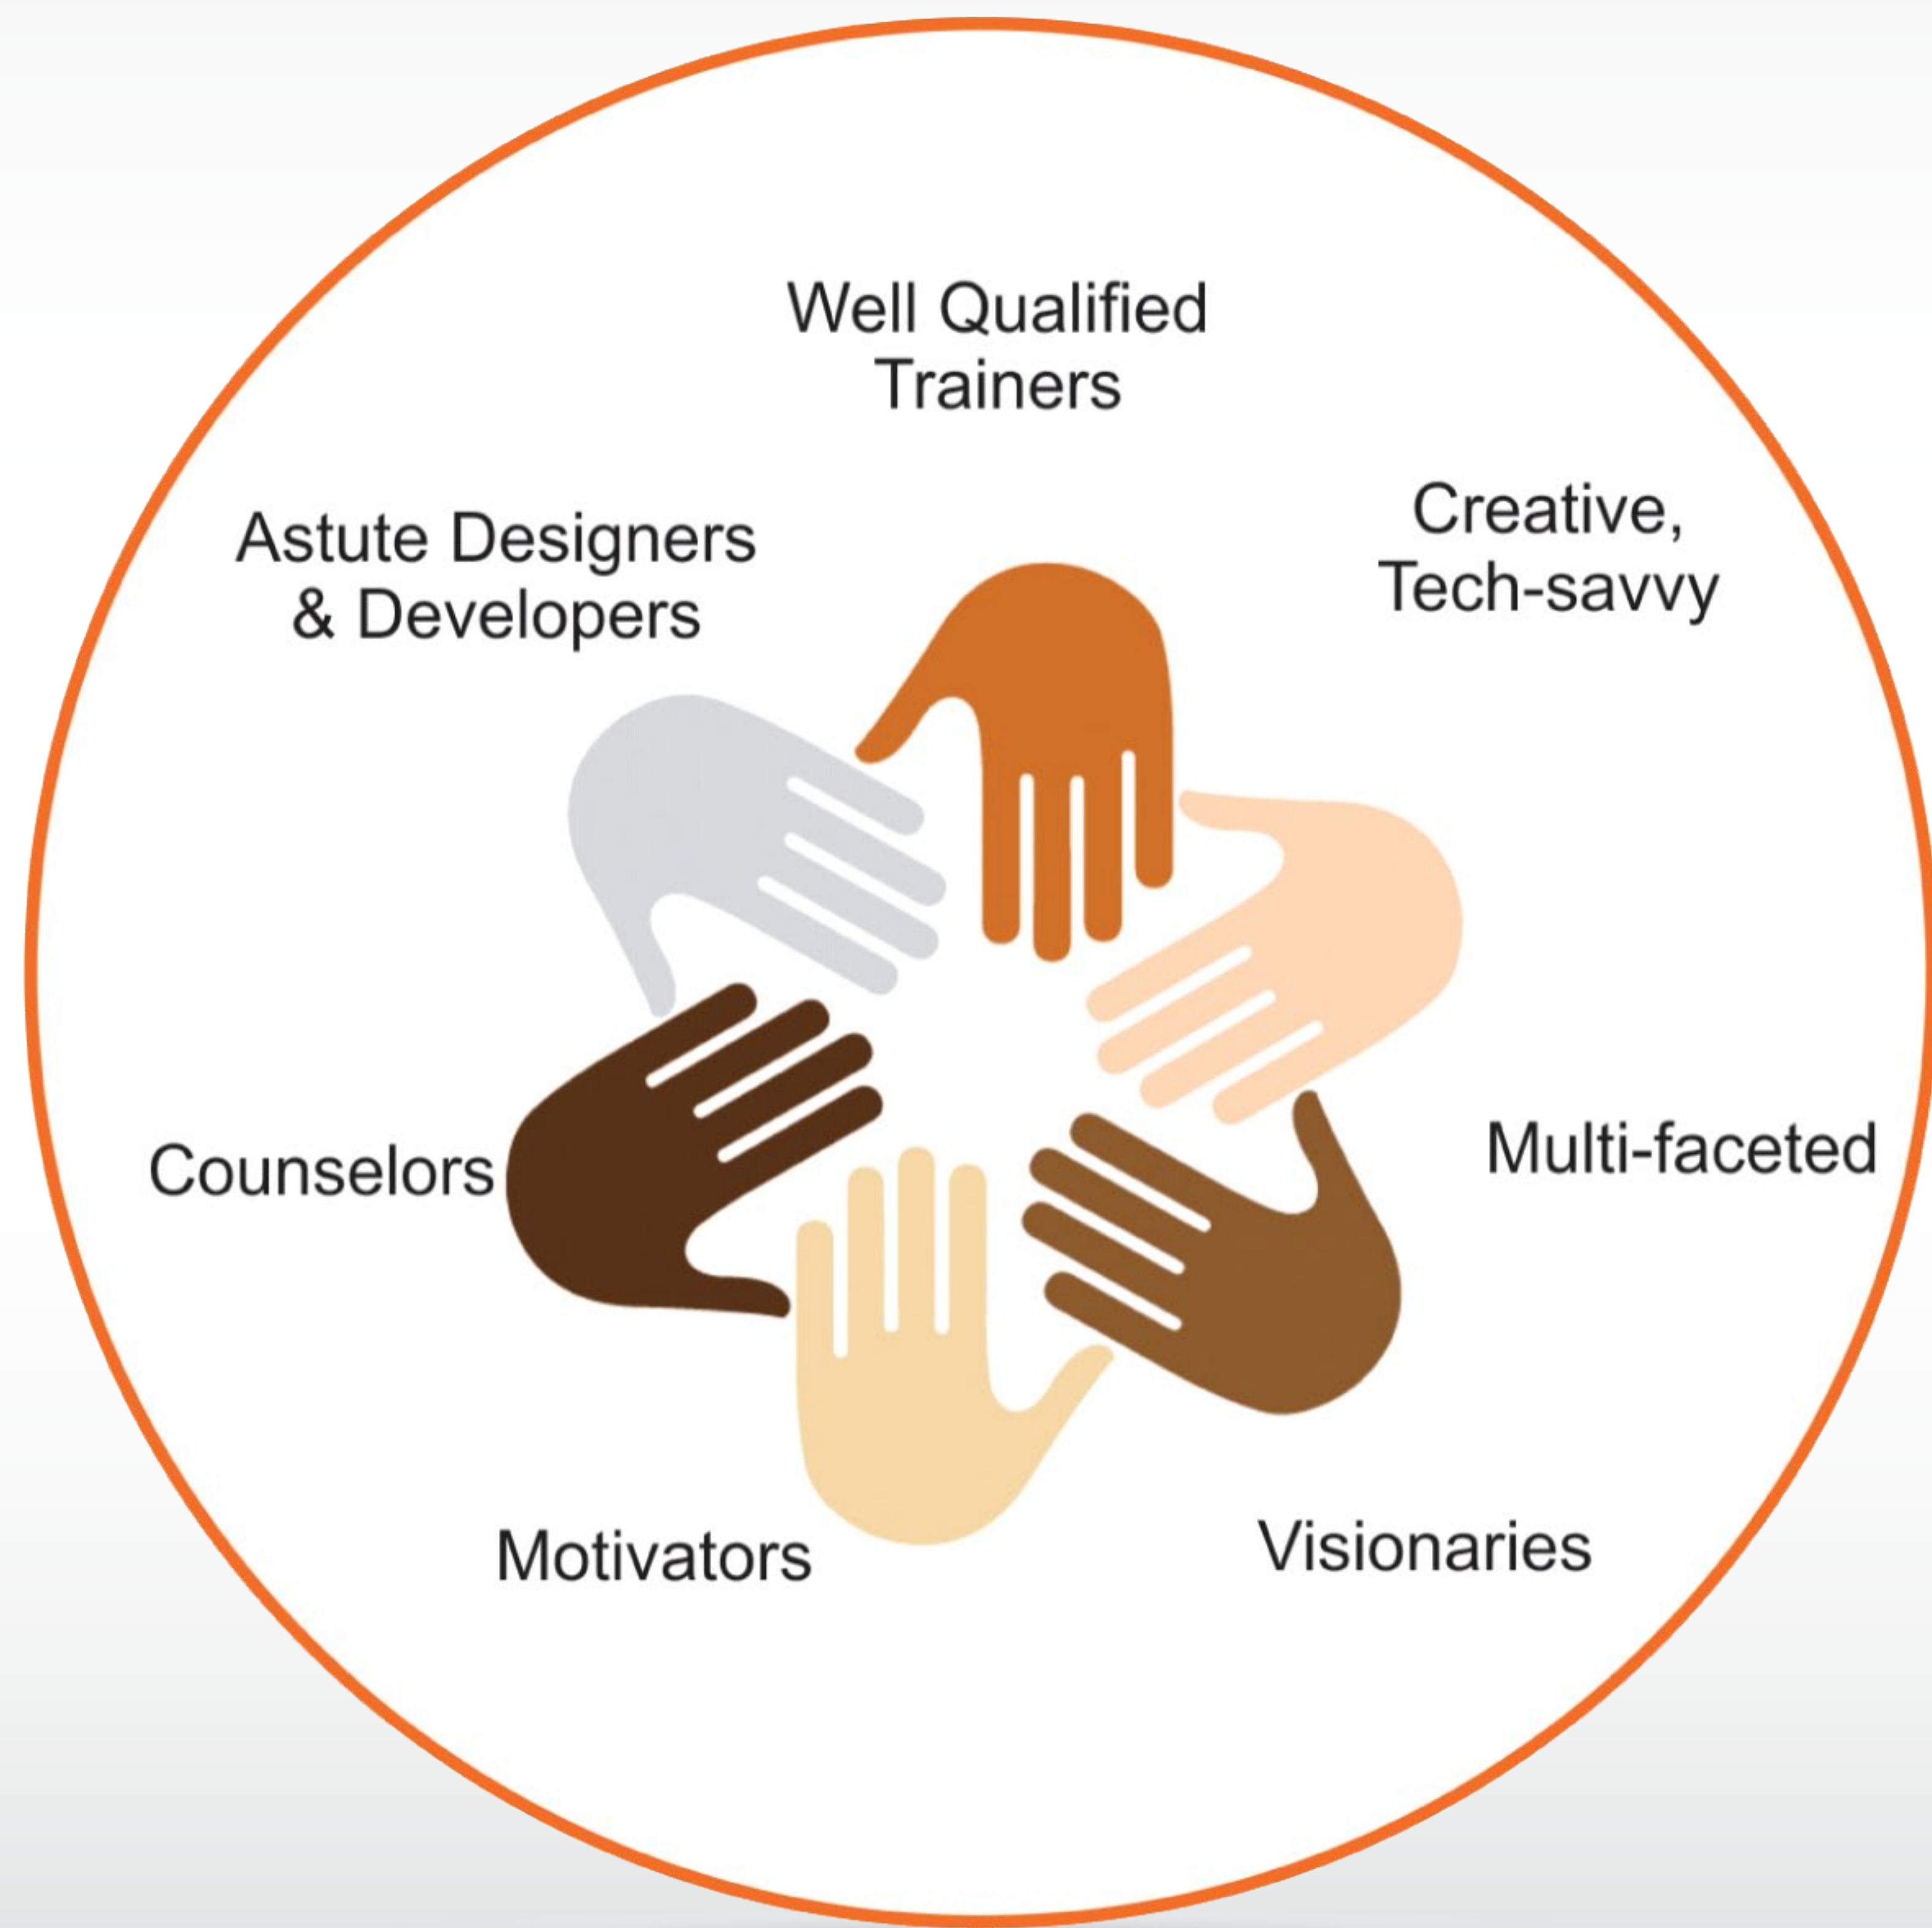 Well Qualified
Trainers
Creative,
Tech-savvy
Astute Designers
& Developers
Multi-faceted
Counselors
Visionaries
Motivators